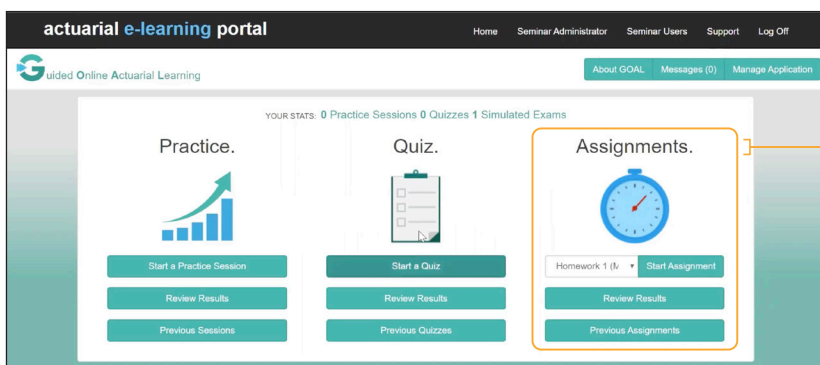 actuarial e-learning portal
Home Seminar Administrator Seminar Users Support Log Off
Guided Online Actuarial Learning
About GOAL Messages (0) Manage Application
YOUR STATS: 0 Practice Sessions 0 Quizzes 1 Simulated Exams
Practice.
Start a Practice Session
Review Results
Previous Sessions
Quiz.
Start a Quiz
Review Results
Previous Quizzes
Assignments.
Homework 1 (M Start Assignment
Review Results
Previous Assignments